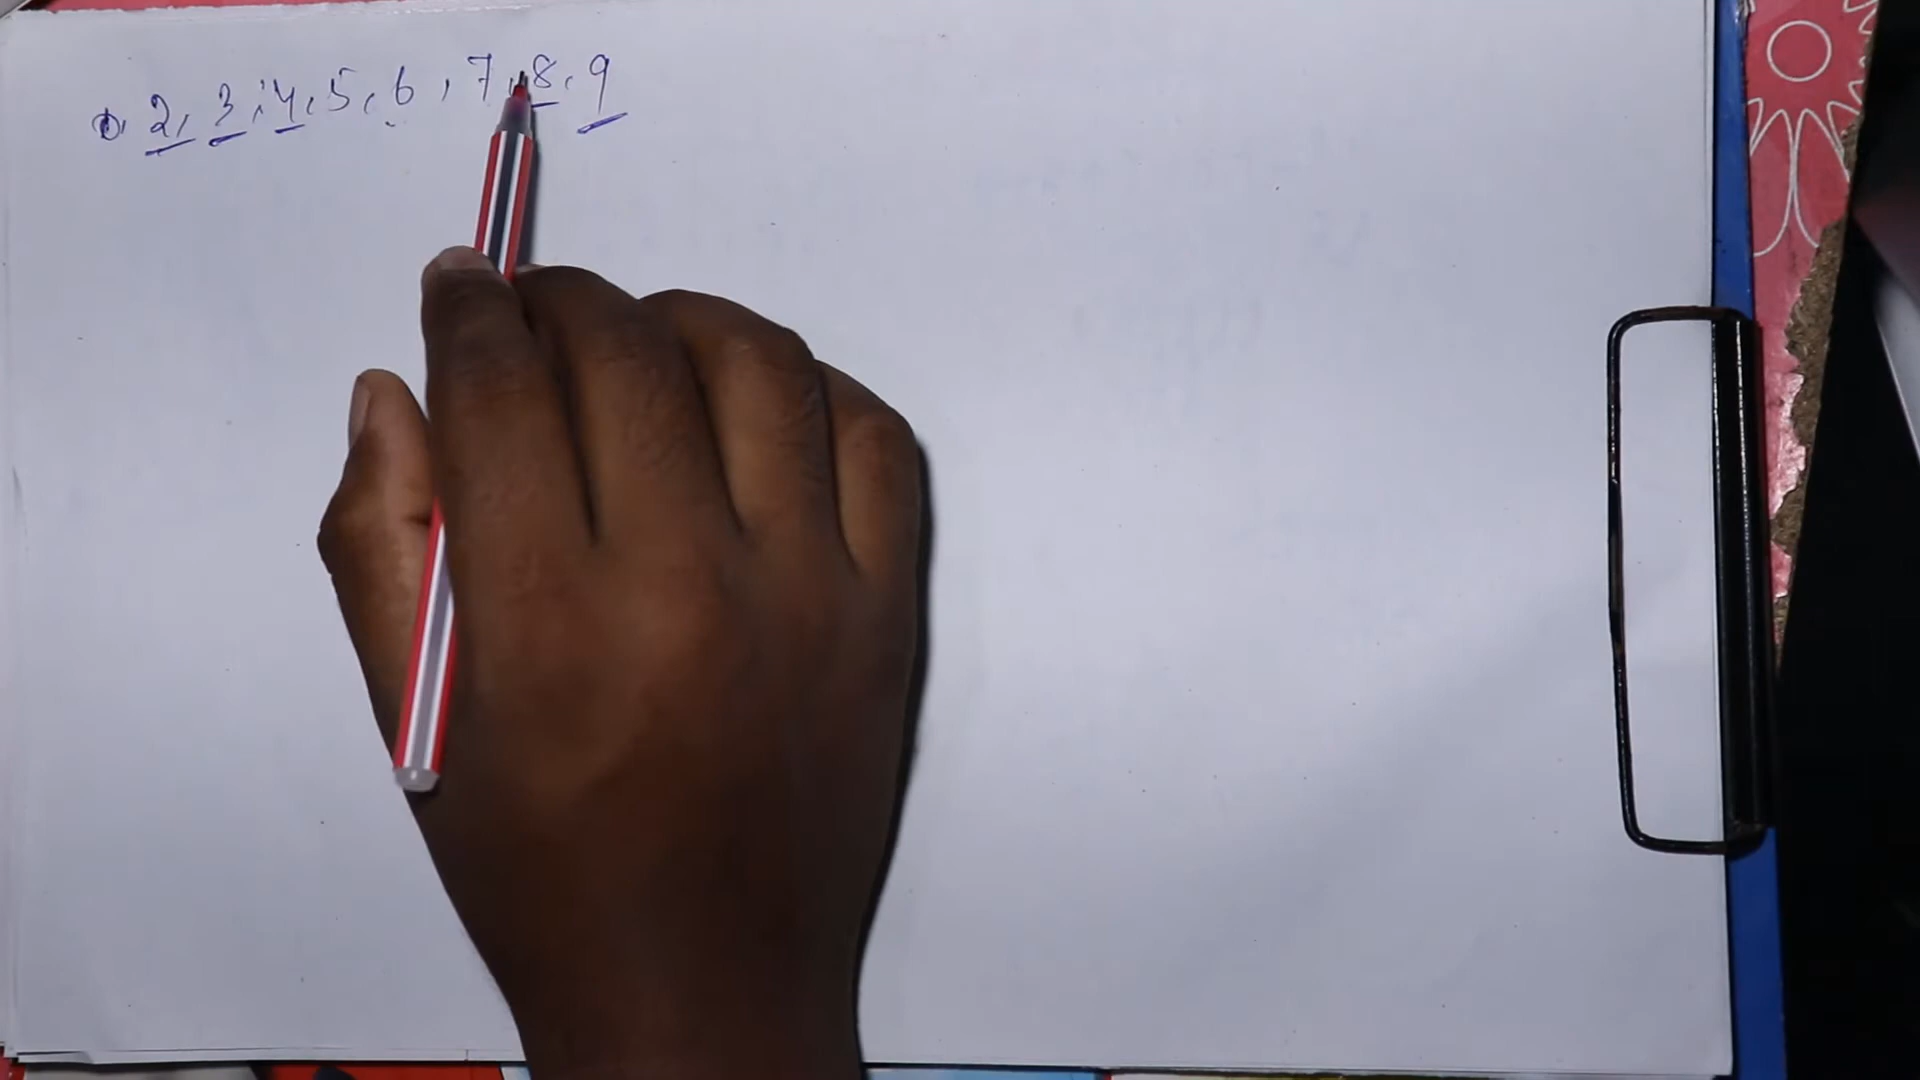 1, 2, 3, 4, 5, 6, 7, 8, 9